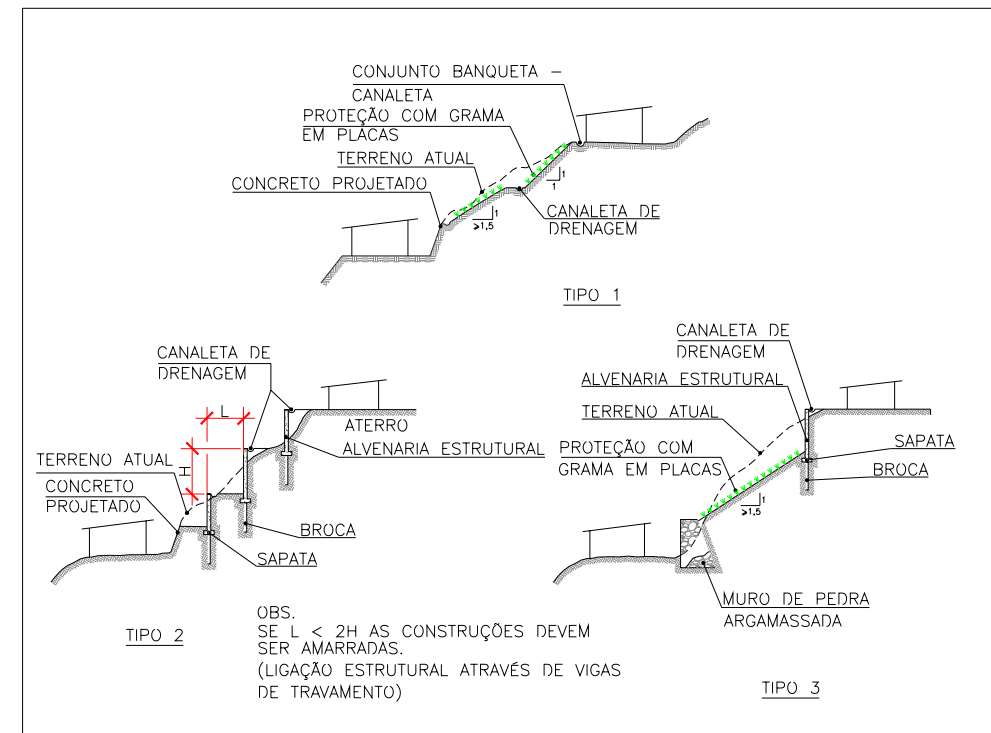 CONJUNTO BANQUETA –
CANALETA
PROTEÇÃO COM GRAMA
EM PLACAS
TERRENO ATUAL
CONCRETO PROJETADO
1
1
CANALETA DE
DRENAGEM
1
≥1,5
TIPO 1
CANALETA DE
DRENAGEM
L
ATERRO
ALVENARIA ESTRUTURAL
H
TERRENO ATUAL
CONCRETO
PROJETADO
BROCA
SAPATA
TIPO 2
OBS.
SE L < 2H AS CONSTRUÇÕES DEVEM
SER AMARRADAS.
(LIGAÇÃO ESTRUTURAL ATRAVÉS DE VIGAS
DE TRAVAMENTO)
CANALETA DE
DRENAGEM
ALVENARIA ESTRUTURAL
TERRENO ATUAL
PROTEÇÃO COM
GRAMA EM PLACAS
SAPATA
BROCA
1
≥1,5
MURO DE PEDRA
ARGAMASSADA
TIPO 3